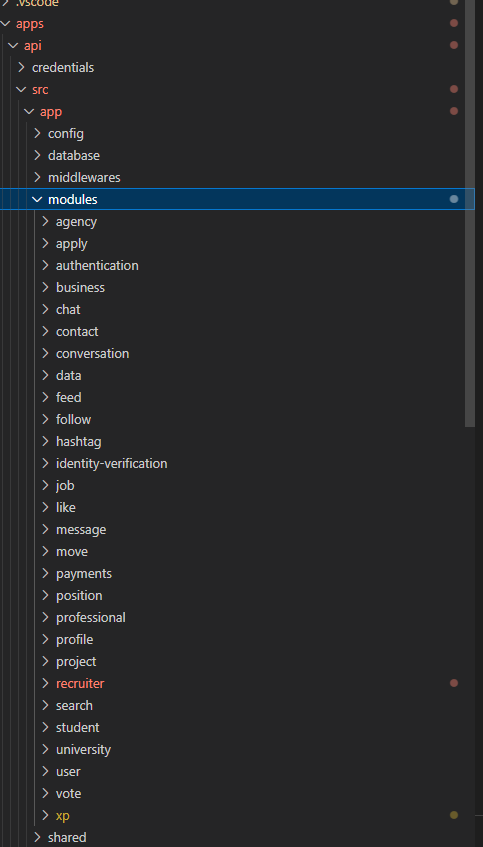 .vscode
apps
api
credentials
src
app
config
database
middlewares
modules
agency
apply
authentication
business
chat
contact
conversation
data
feed
follow
hashtag
identity-verification
job
like
message
move
payments
position
professional
profile
project
recruiter
search
student
university
user
vote
xp
shared